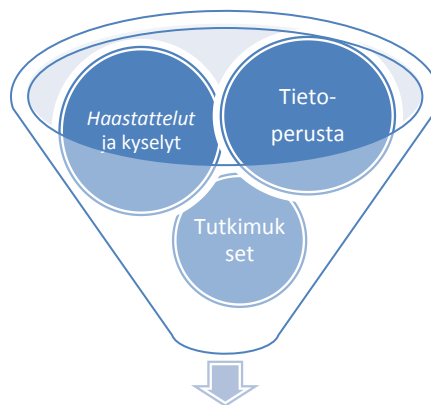 Haastattelut
ja kyselyt
Tieto-
perusta
Tutkimuk
set